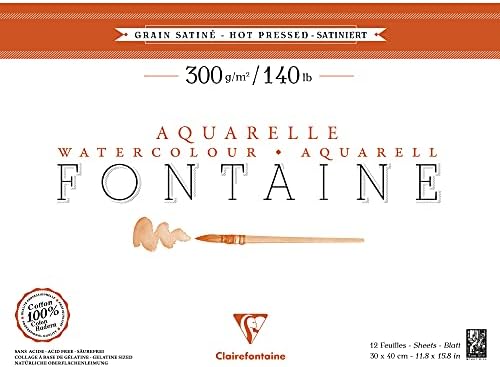 GRAIN SATINÉ - HOT PRESSED - SATINIERT
300 g/m² / 140 lb
AQUARELLE
WATERCOLOUR • AQUARELL
FONTAINE
Cotton
100%
Coton
Hadern
SANS ACIDE - ACID FREE - SÄUREFREI
COLLAGE À BASE DE GÉLATINE - GELATINE SIZED
NATÜRLICHE OBERFLÄCHENLEIMUNG
Clairefontaine
12 Feuilles - Sheets - Blatt
30 x 40 cm - 11.8 x 15.8 in